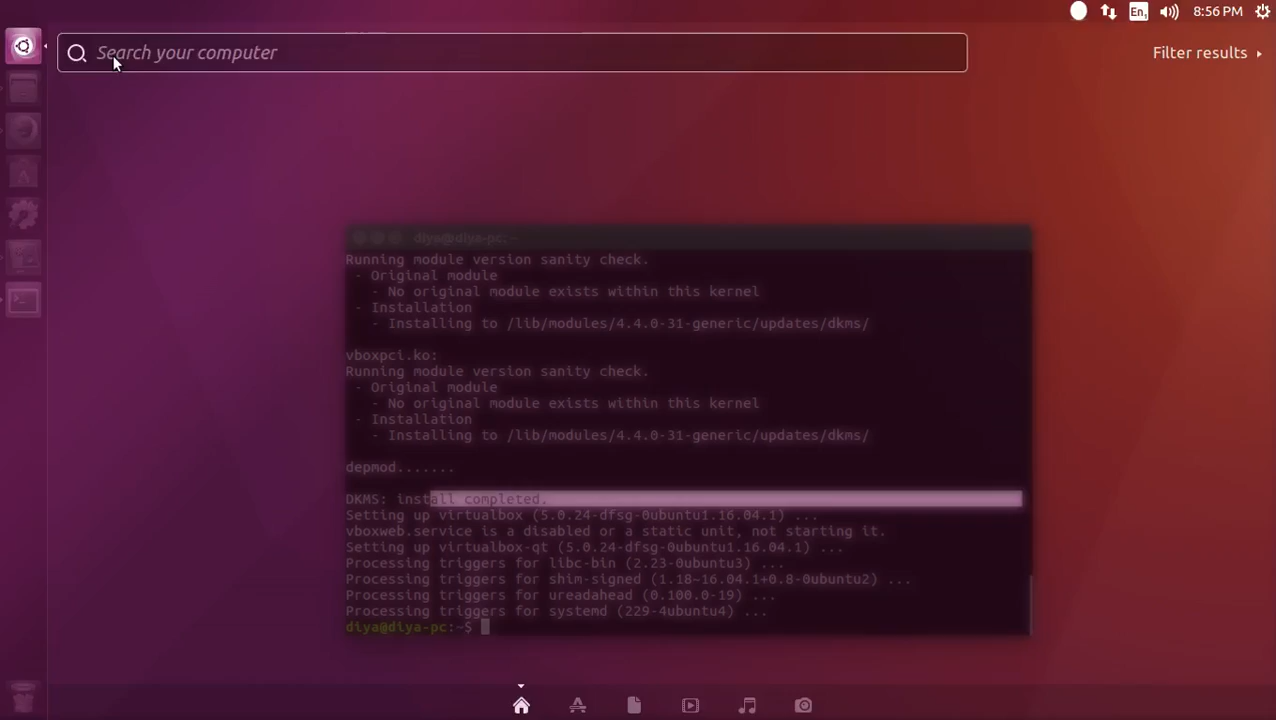 En₁ 8:56 PM
Search your computer
Filter results
diya@diya-pc: ~
Running module version sanity check.
- Original module
- No original module exists within this kernel
- Installation
- Installing to /lib/modules/4.4.0-31-generic/updates/dkms/
vboxpci.ko:
Running module version sanity check.
- Original module
- No original module exists within this kernel
- Installation
- Installing to /lib/modules/4.4.0-31-generic/updates/dkms/
depmod.......
DKMS: install completed.
Setting up virtualbox (5.0.24-dfsg-0ubuntu1.16.04.1) ...
vboxweb.service is a disabled or a static unit, not starting it.
Setting up virtualbox-qt (5.0.24-dfsg-0ubuntu1.16.04.1) ...
Processing triggers for libc-bin (2.23-0ubuntu3) ...
Processing triggers for shim-signed (1.18~16.04.1+0.8-0ubuntu2) ...
Processing triggers for ureadahead (0.100.0-19) ...
Processing triggers for systemd (229-4ubuntu4) ...
diya@diya-pc:~$